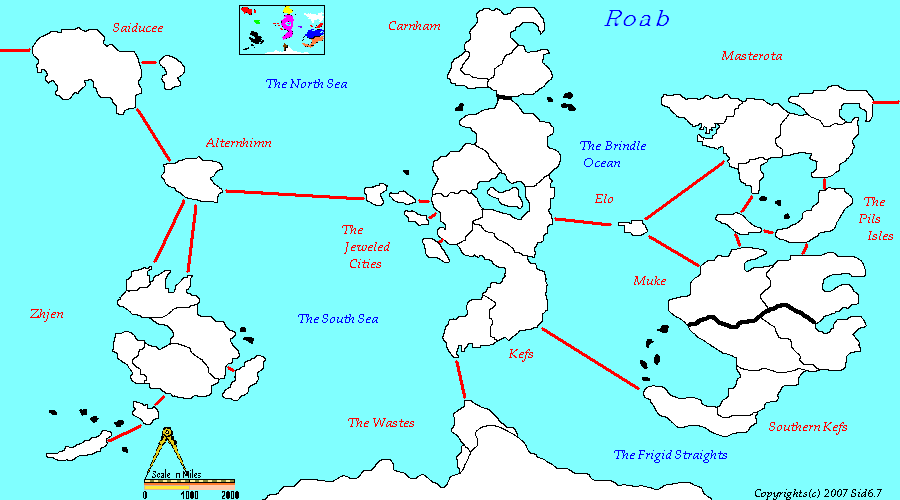 Roab
Carnham
Saiducee
Masterota
The North Sea
Alternhimn
The Brindle
Ocean
Elo
The
Pils
Isles
The
Jeweled
Cities
Muke
Zhjen
The South Sea
Kefs
The Wastes
Southern Kefs
The Frigid Straights
Scale n Miles
0 1000 2000
Copyrights(c) 2007 Sid6.7